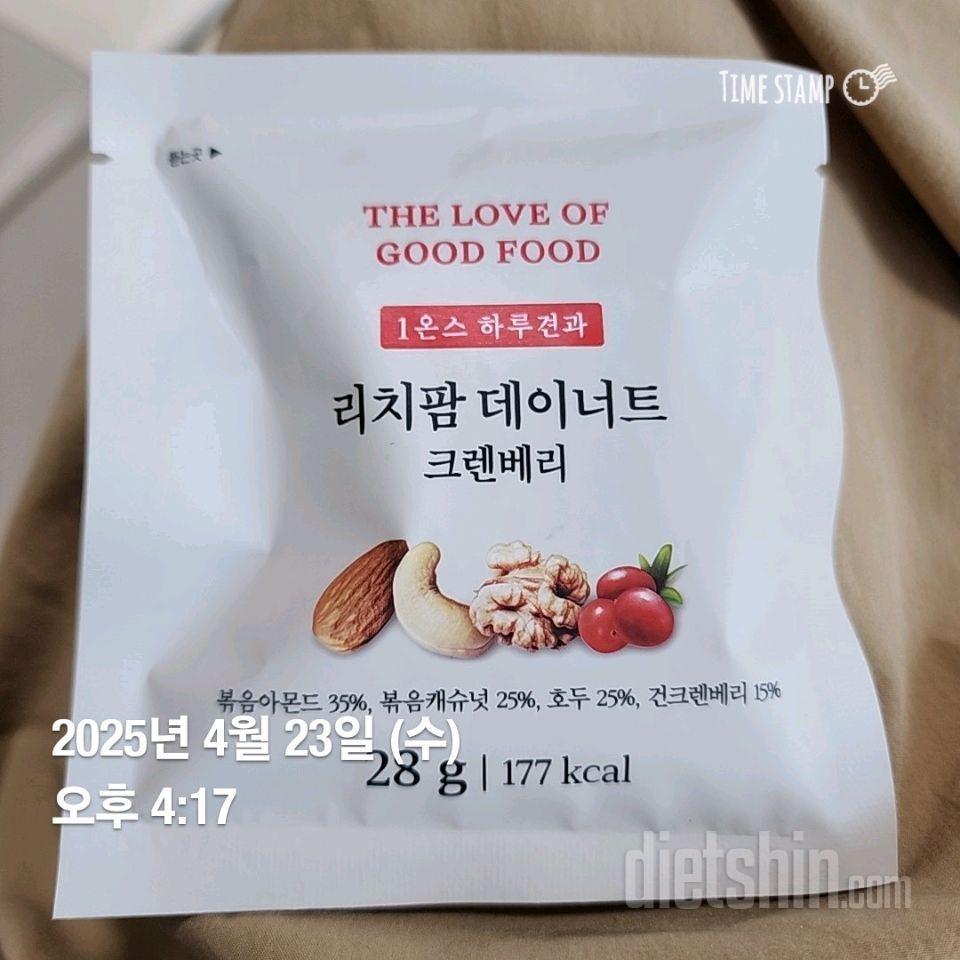 TIME STAMP
뜯는곳 ▶
THE LOVE OF
GOOD FOOD
1온스 하루견과
리치팜 데이너트
크렌베리
볶음아몬드 35%, 볶음캐슈넛 25%, 호두 25%, 건크렌베리 15%
2025년 4월 23일 (수)
28 g | 177 kcal
오후 4:17
dietshin.com